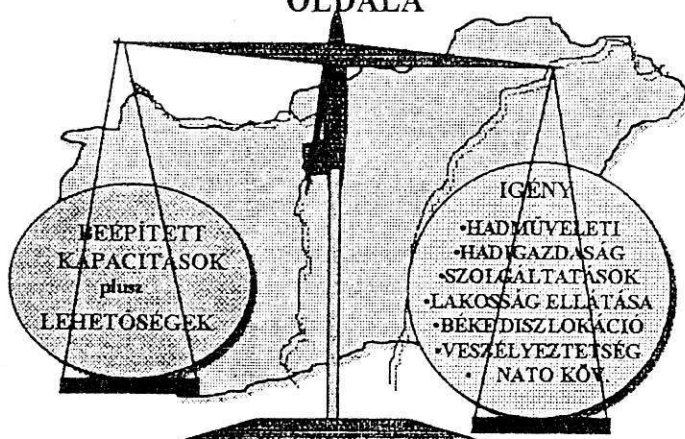 OLDALA
BEÉPÍTETT
KAPACITÁSOK
plusz
LEHETŐSÉGEK
IGÉNY
•HADMŰVELETI
•HADIGAZDASÁG
•SZOLGÁLTATÁSOK
•LAKOSSÁG ELLÁTÁSA
•BÉKE DISZLOKÁCIÓ
•VESZÉLYEZTETSÉG
• NATO KÖV.